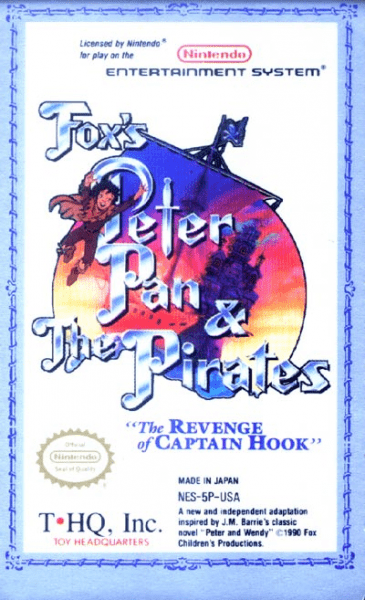 Licensed by Nintendo®
for play on the
Nintendo
ENTERTAINMENT SYSTEM®
Fox's
Peter
Pan &
The Pirates
"The REVENGE
of CAPTAIN HOOK"
Official
Nintendo
Seal of Quality
MADE IN JAPAN
NES-5P-USA
A new and independent adaptation
inspired by J.M. Barrie's classic
novel "Peter and Wendy" ©1990 Fox
Children's Productions.
T•HQ, Inc.
TOY HEADQUARTERS